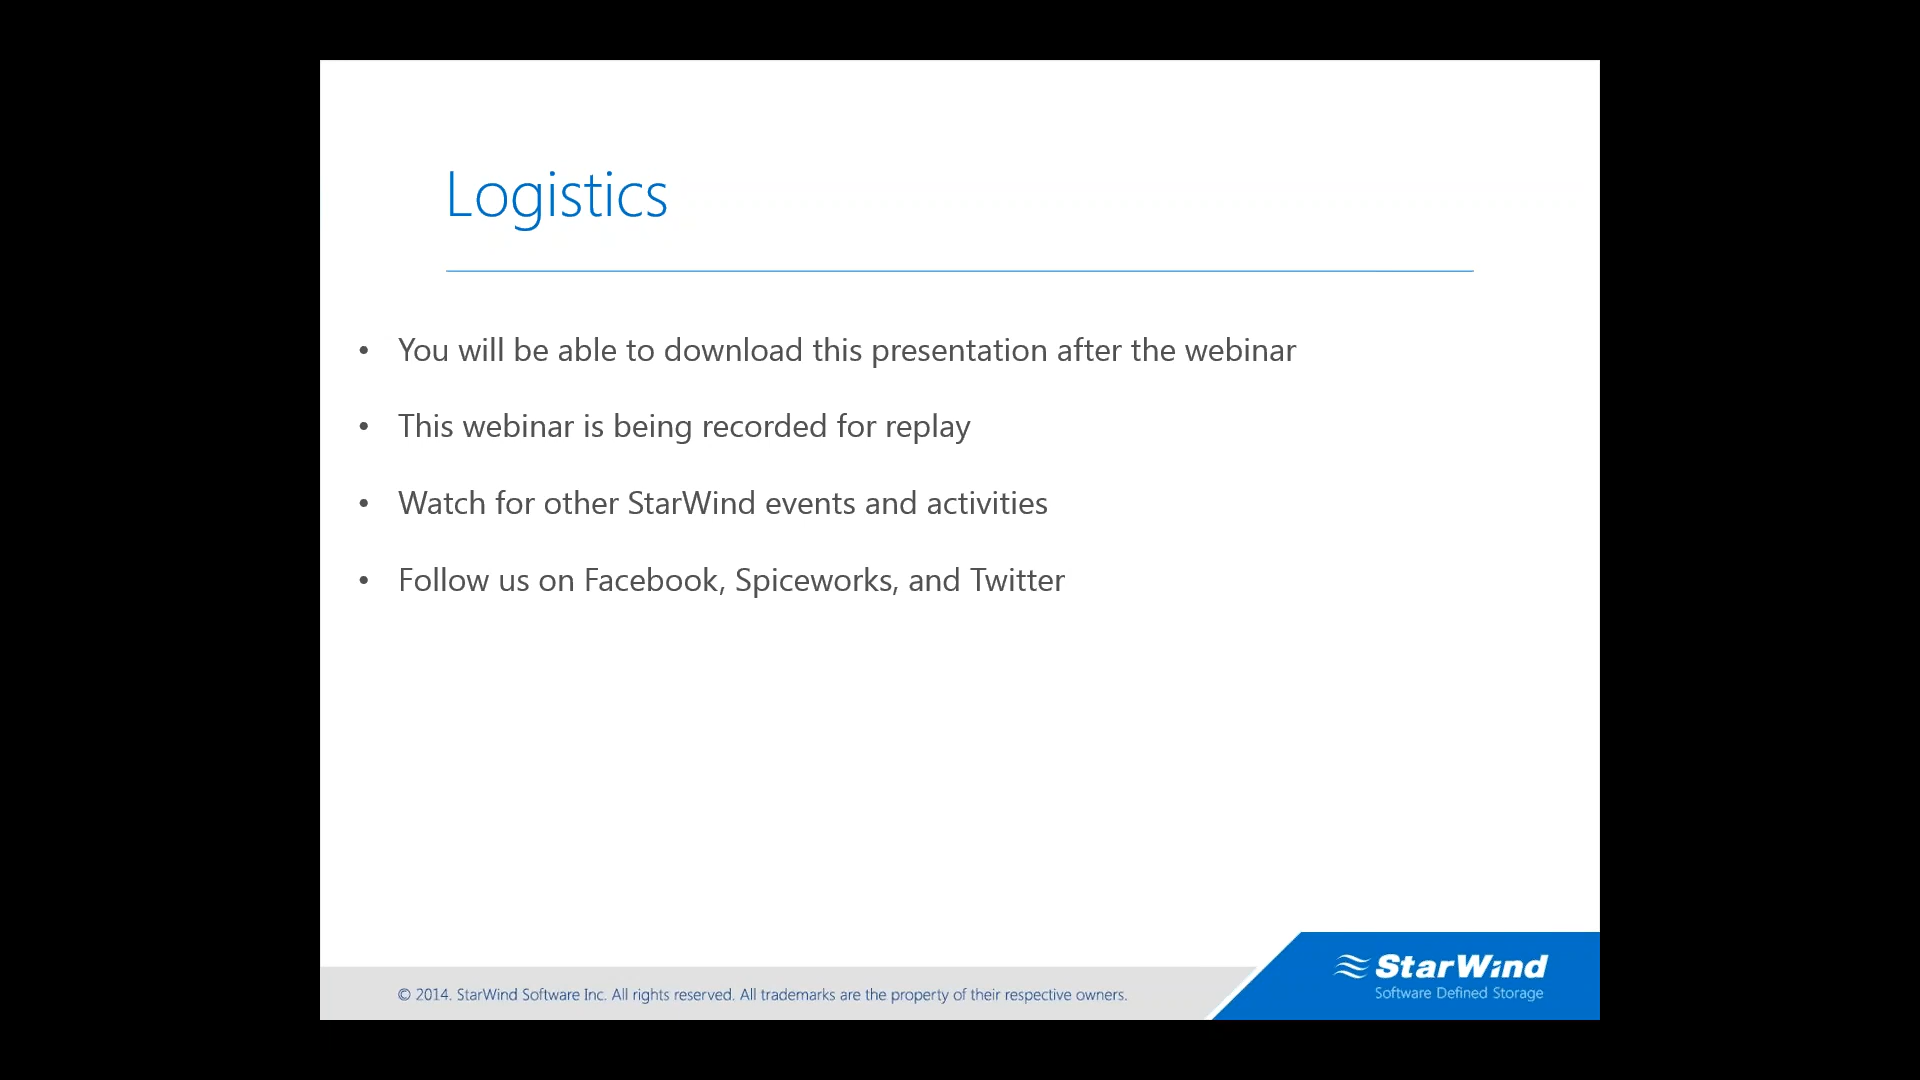 Logistics
• You will be able to download this presentation after the webinar
• This webinar is being recorded for replay
• Watch for other StarWind events and activities
• Follow us on Facebook, Spiceworks, and Twitter
© 2014. StarWind Software Inc. All rights reserved. All trademarks are the property of their respective owners.
StarWind
Software Defined Storage